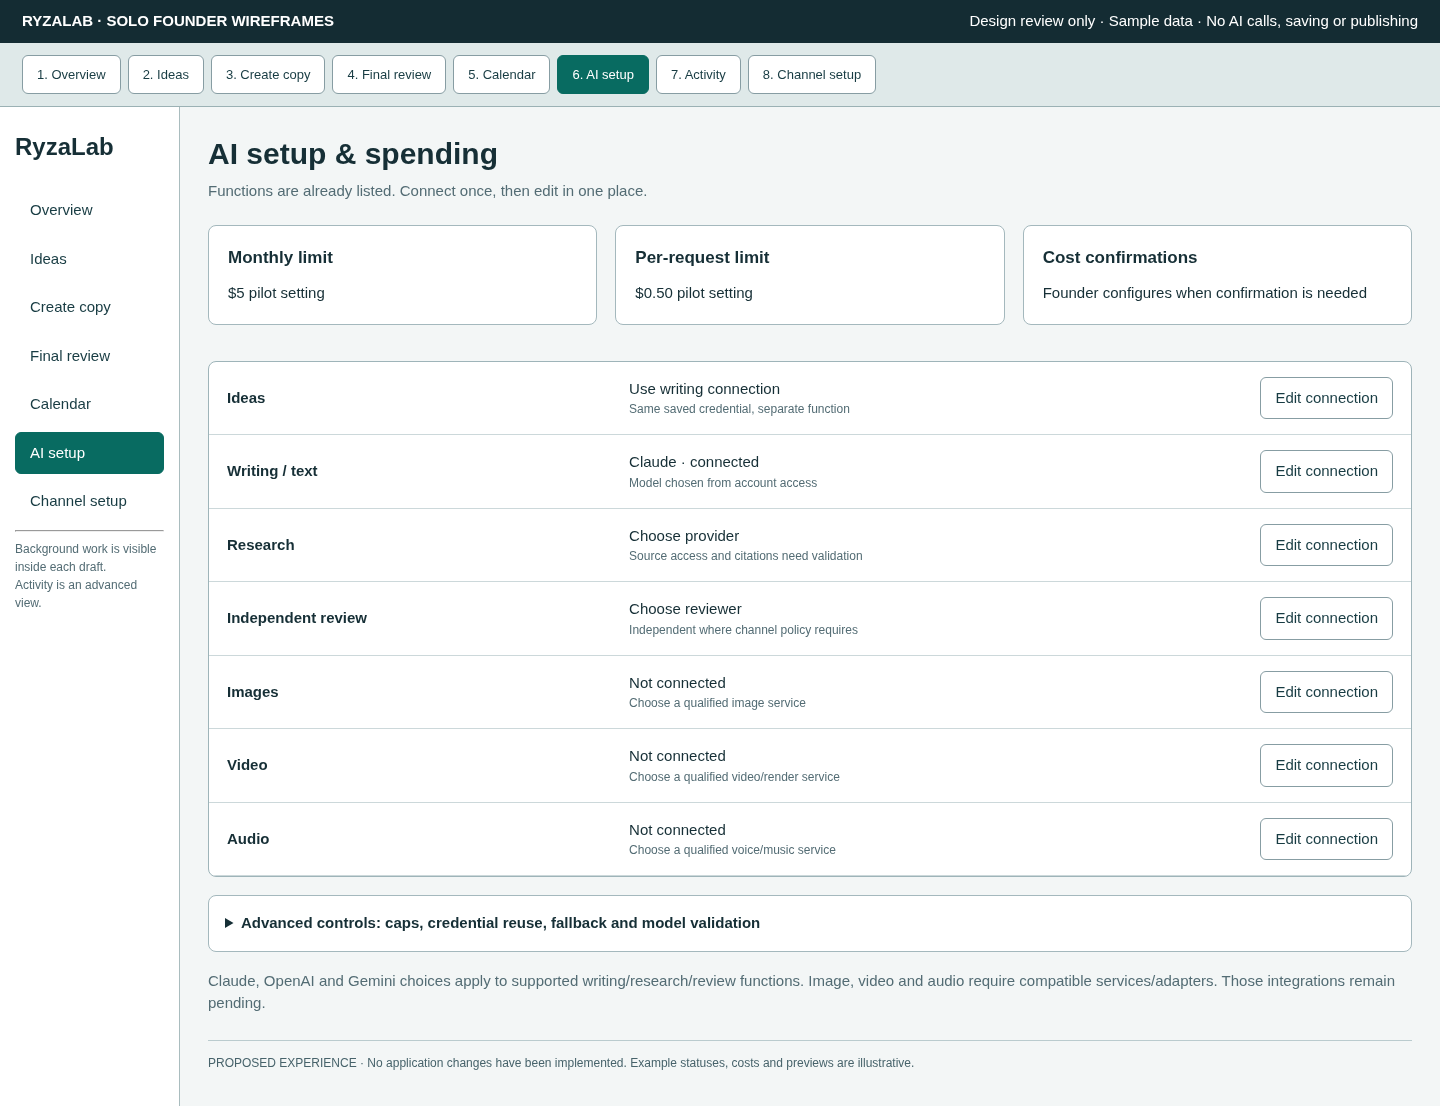 RYZALAB · SOLO FOUNDER WIREFRAMES
Design review only · Sample data · No AI calls, saving or publishing
1. Overview
2. Ideas
3. Create copy
4. Final review
5. Calendar
6. AI setup
7. Activity
8. Channel setup
RyzaLab
Overview
Ideas
Create copy
Final review
Calendar
AI setup
Channel setup
Background work is visible
inside each draft.
Activity is an advanced
view.
AI setup & spending
Functions are already listed. Connect once, then edit in one place.
Monthly limit
$5 pilot setting
Per-request limit
$0.50 pilot setting
Cost confirmations
Founder configures when confirmation is needed
Ideas
Use writing connection
Same saved credential, separate function
Edit connection
Writing / text
Claude · connected
Model chosen from account access
Edit connection
Research
Choose provider
Source access and citations need validation
Edit connection
Independent review
Choose reviewer
Independent where channel policy requires
Edit connection
Images
Not connected
Choose a qualified image service
Edit connection
Video
Not connected
Choose a qualified video/render service
Edit connection
Audio
Not connected
Choose a qualified voice/music service
Edit connection
Advanced controls: caps, credential reuse, fallback and model validation
Claude, OpenAI and Gemini choices apply to supported writing/research/review functions. Image, video and audio require compatible services/adapters. Those integrations remain
pending.
PROPOSED EXPERIENCE · No application changes have been implemented. Example statuses, costs and previews are illustrative.